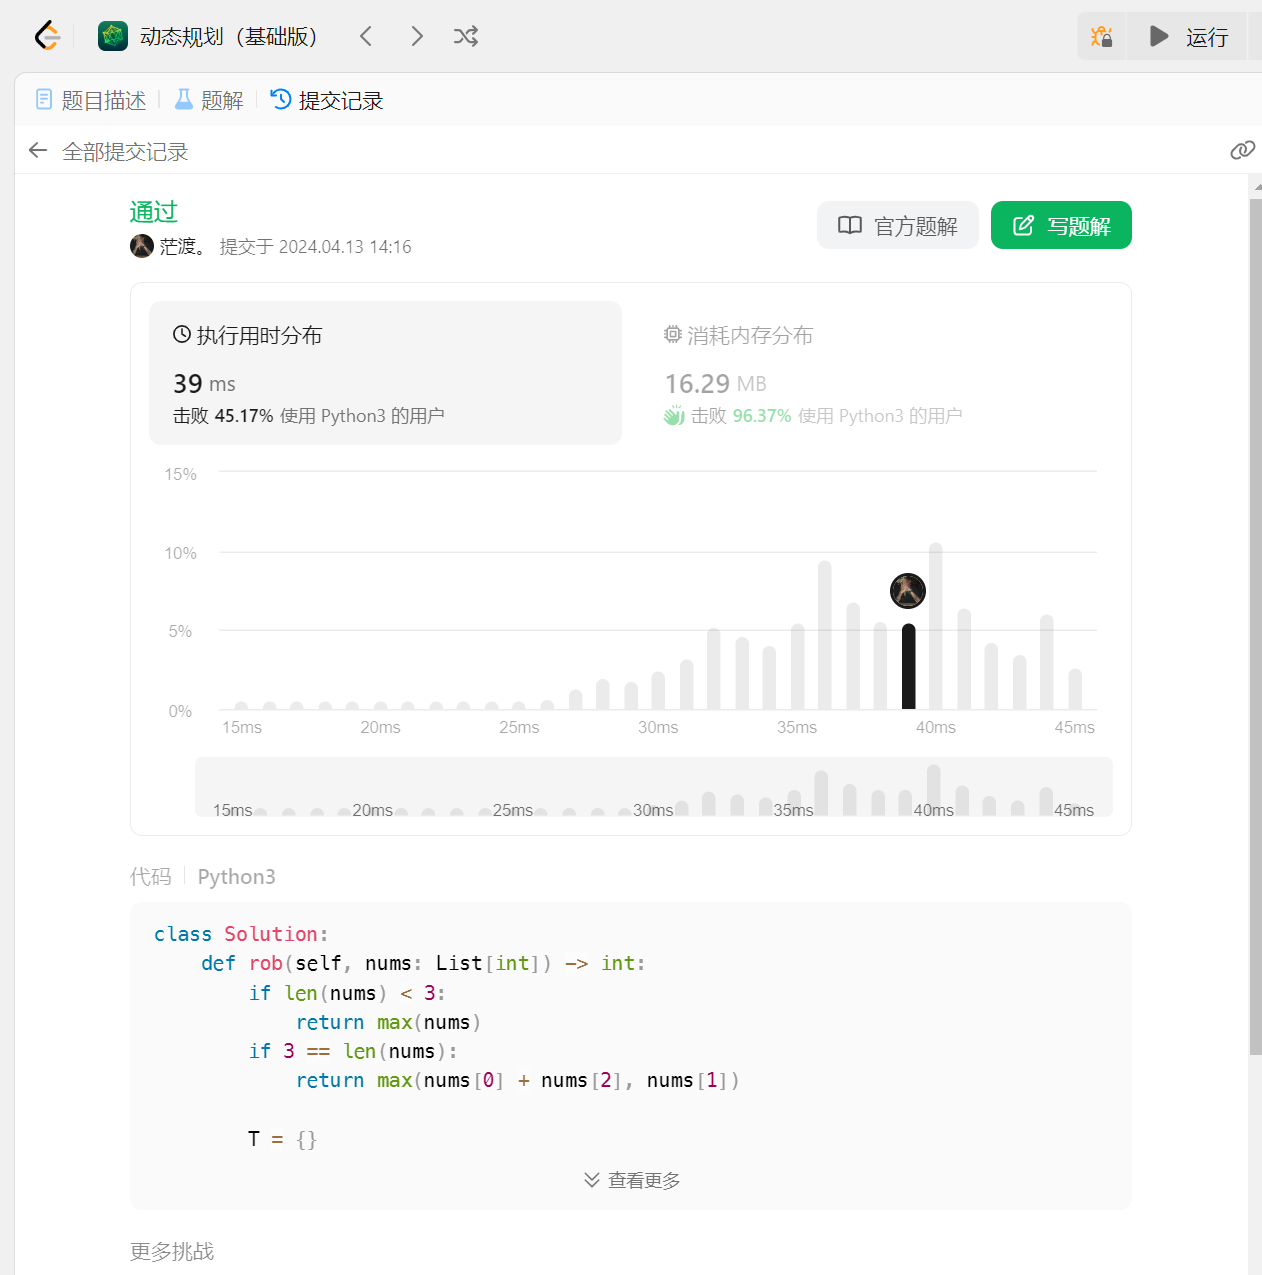 动态规划（基础版）
运行
题目描述
题解
提交记录
全部提交记录
通过
茫渡。 提交于 2024.04.13 14:16
官方题解
写题解
执行用时分布
39 ms
击败 45.17% 使用 Python3 的用户
消耗内存分布
16.29 MB
击败 96.37% 使用 Python3 的用户
15%
10%
5%
0%
15ms 20ms 25ms 30ms 35ms 40ms 45ms
15ms 20ms 25ms 30ms 35ms 40ms 45ms
代码 Python3
class Solution:
    def rob(self, nums: List[int]) -> int:
        if len(nums) < 3:
            return max(nums)
        if 3 == len(nums):
            return max(nums[0] + nums[2], nums[1])
        T = {}
查看更多
更多挑战